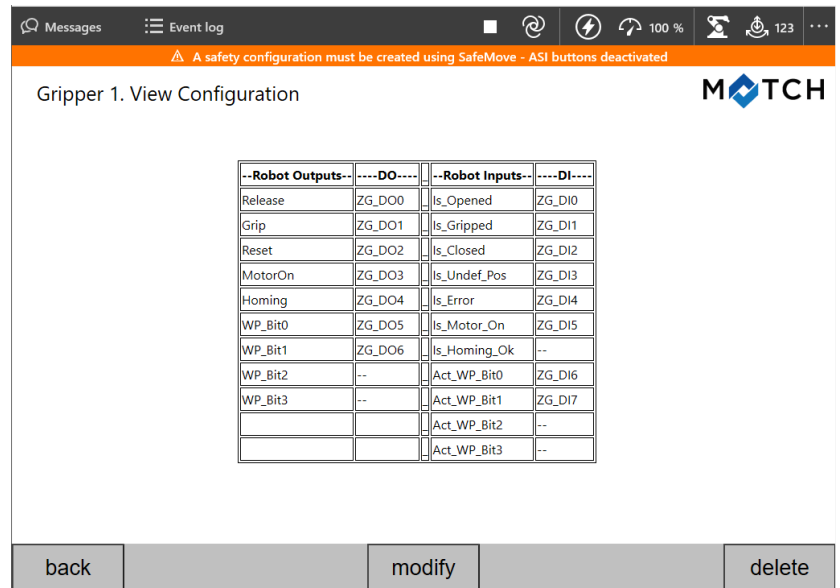 Messages Event log 100 % 123 ...
A safety configuration must be created using SafeMove - ASI buttons deactivated
Gripper 1. View Configuration MATCH
--Robot Outputs-- ----DO---- _ --Robot Inputs-- ----DI----
Release ZG_DO0 _ Is_Opened ZG_DI0
Grip ZG_DO1 _ Is_Gripped ZG_DI1
Reset ZG_DO2 _ Is_Closed ZG_DI2
MotorOn ZG_DO3 _ Is_Undef_Pos ZG_DI3
Homing ZG_DO4 _ Is_Error ZG_DI4
WP_Bit0 ZG_DO5 _ Is_Motor_On ZG_DI5
WP_Bit1 ZG_DO6 _ Is_Homing_Ok --
WP_Bit2 -- _ Act_WP_Bit0 ZG_DI6
WP_Bit3 -- _ Act_WP_Bit1 ZG_DI7
_ Act_WP_Bit2 --
_ Act_WP_Bit3 --
back modify delete